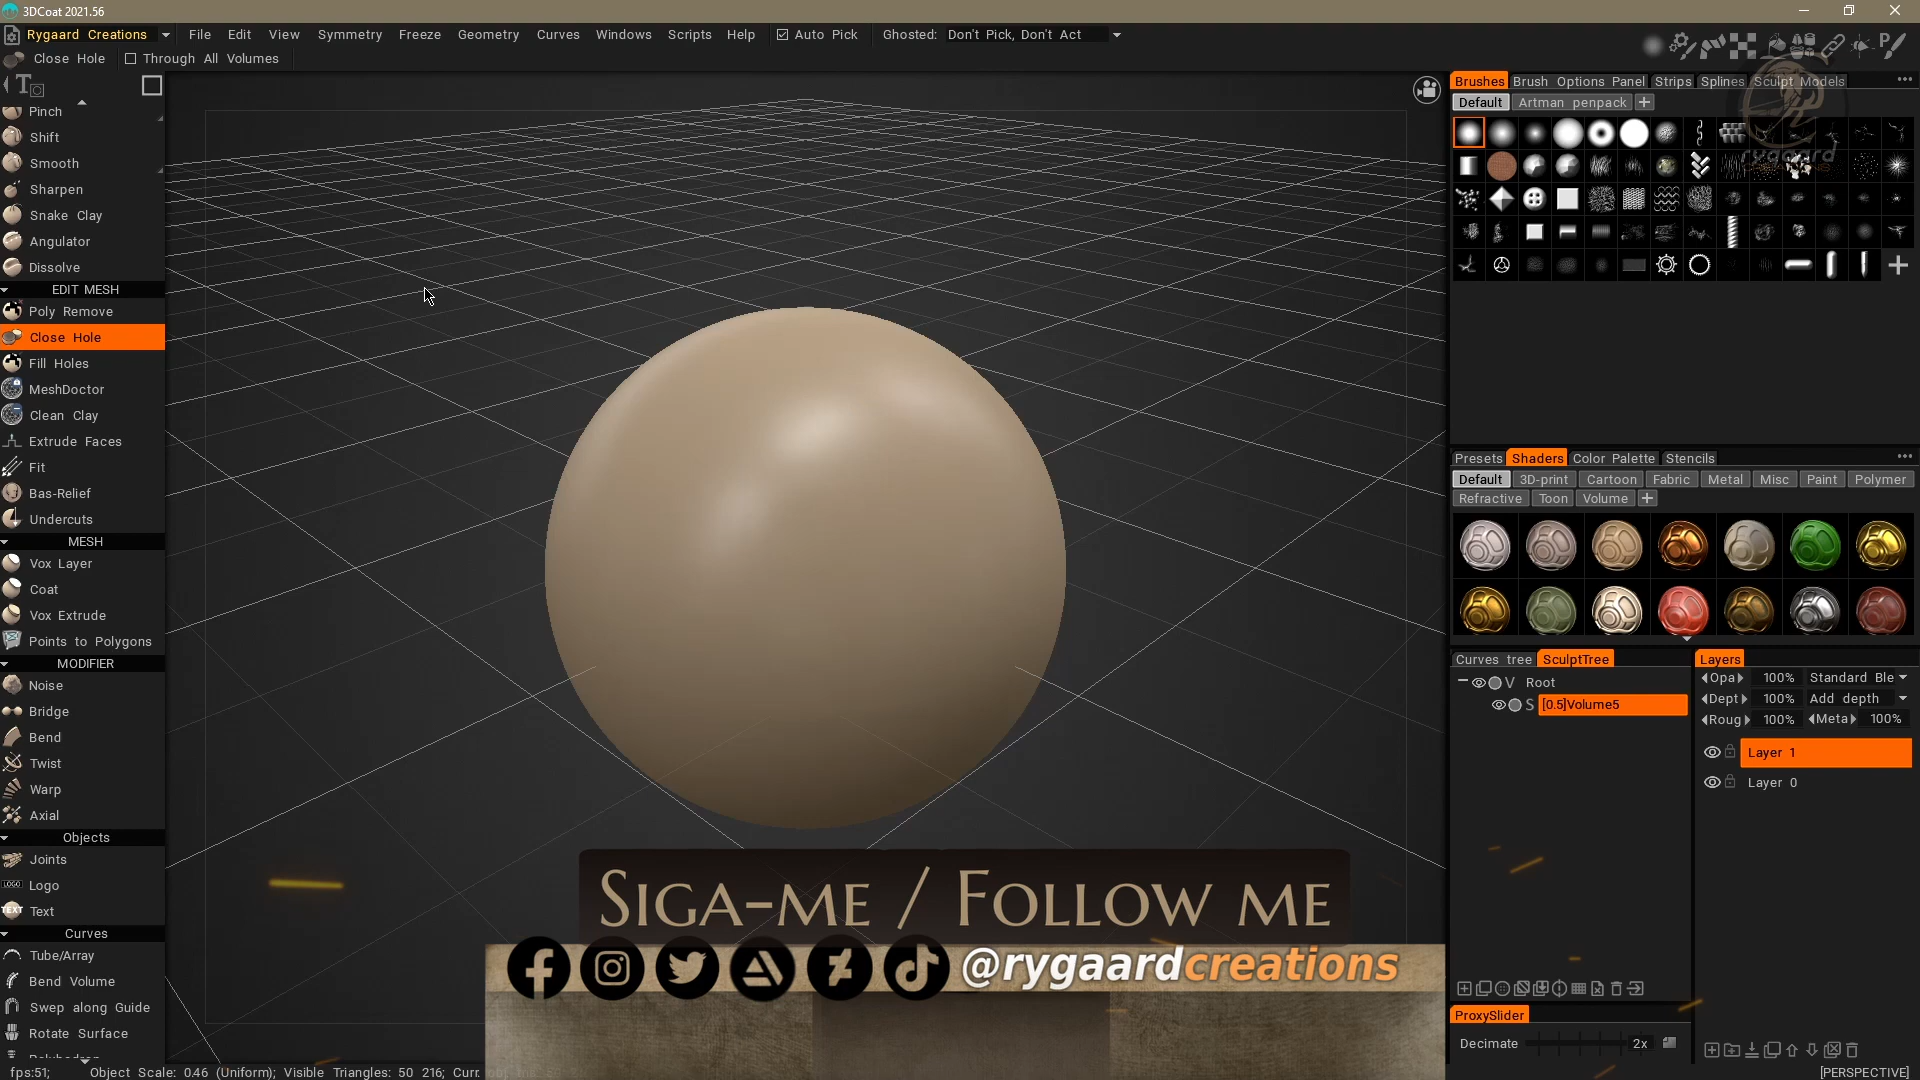 3DCoat 2021.56
Rygaard Creations File Edit View Symmetry Freeze Geometry Curves Windows Scripts Help Auto Pick Ghosted: Don't Pick, Don't Act
Close Hole Through All Volumes
T
Pinch
Shift
Smooth
Sharpen
Snake Clay
Angulator
Dissolve
EDIT MESH
Poly Remove
Close Hole
Fill Holes
MeshDoctor
Clean Clay
Extrude Faces
Fit
Bas-Relief
Undercuts
MESH
Vox Layer
Coat
Vox Extrude
Points to Polygons
MODIFIER
Noise
Bridge
Bend
Twist
Warp
Axial
Objects
Joints
LOGO Logo
TEXT Text
Curves
Tube/Array
Bend Volume
Swep along Guide
Rotate Surface
Brushes Brush Options Panel Strips Splines Sculpt Models
Default Artman penpack
rygaard
Presets Shaders Color Palette Stencils
Default 3D-print Cartoon Fabric Metal Misc Paint Polymer
Refractive Toon Volume
Curves tree SculptTree
V Root
S [0.5]Volume5
ProxySlider
Decimate 2x
Layers
Opa 100% Standard Ble
Dept 100% Add depth
Roug 100% Meta 100%
Layer 1
Layer 0
Siga-me / Follow me
@rygaardcreations
fps:51; Object Scale: 0.46 (Uniform); Visible Triangles: 50 216; Curr
[PERSPECTIVE]